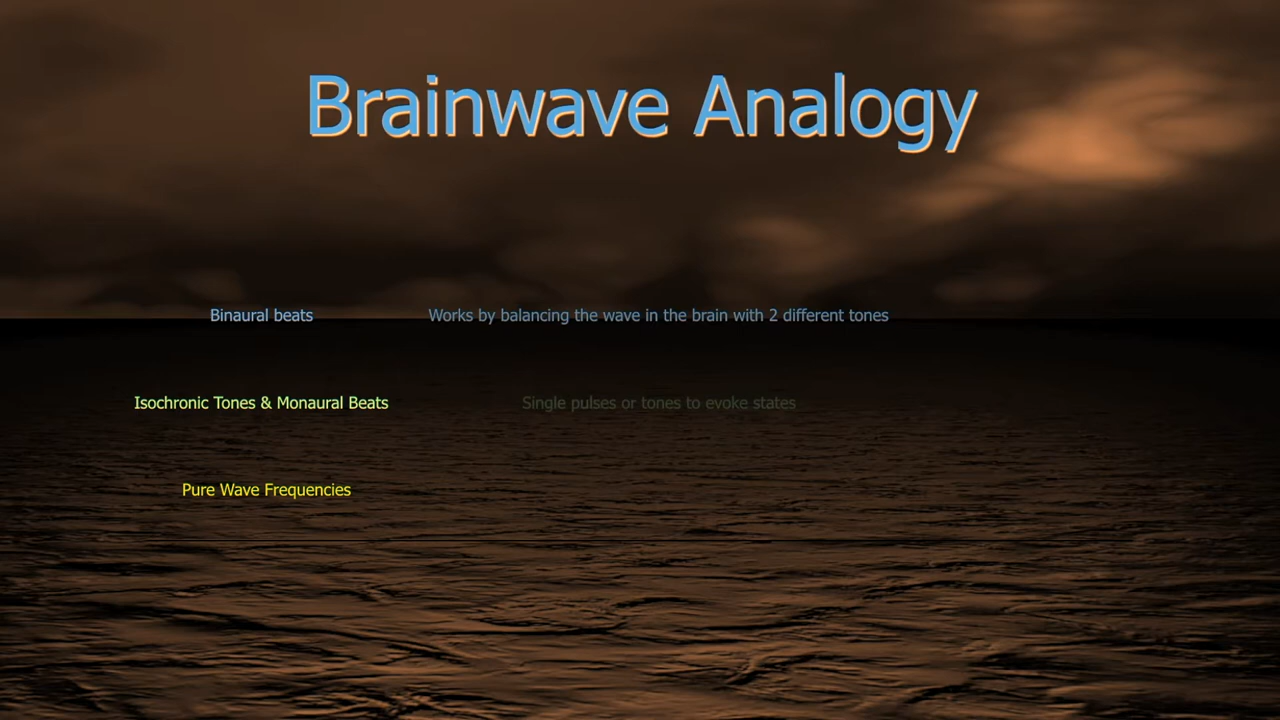 Brainwave Analogy
Binaural beats Works by balancing the wave in the brain with 2 different tones
Isochronic Tones & Monaural Beats Single pulses or tones to evoke states
Pure Wave Frequencies